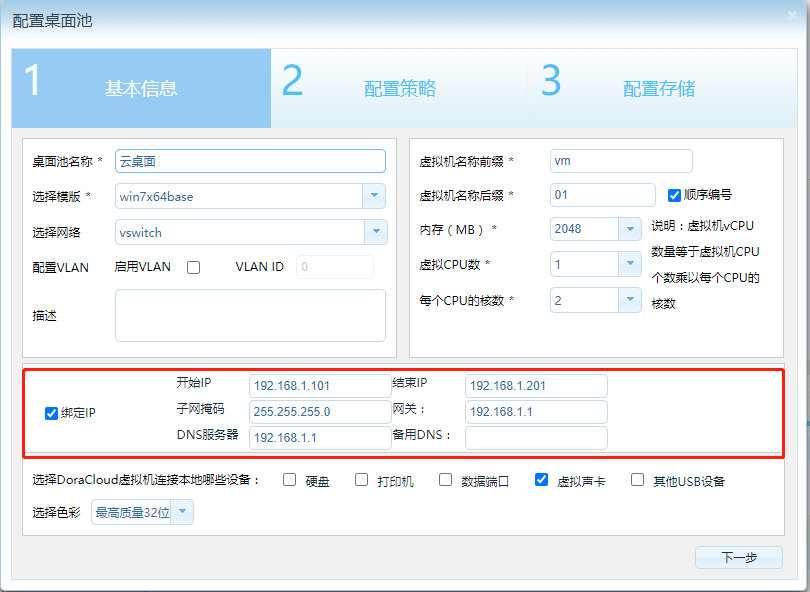 配置桌面池
1 基本信息
2 配置策略
3 配置存储
桌面池名称 * 云桌面
选择模版 * win7x64base
选择网络 vswitch
配置VLAN 启用VLAN VLAN ID 0
描述
虚拟机名称前缀 * vm
虚拟机名称后缀 * 01 顺序编号
内存（MB）* 2048
虚拟CPU数 * 1
每个CPU的核数 * 2
说明：虚拟机vCPU
数量等于虚拟机CPU
个数乘以每个CPU的
核数
绑定IP
开始IP 192.168.1.101 结束IP 192.168.1.201
子网掩码 255.255.255.0 网关： 192.168.1.1
DNS服务器 192.168.1.1 备用DNS：
选择DoraCloud虚拟机连接本地哪些设备： 硬盘 打印机 数据端口 虚拟声卡 其他USB设备
选择色彩 最高质量32位
下一步